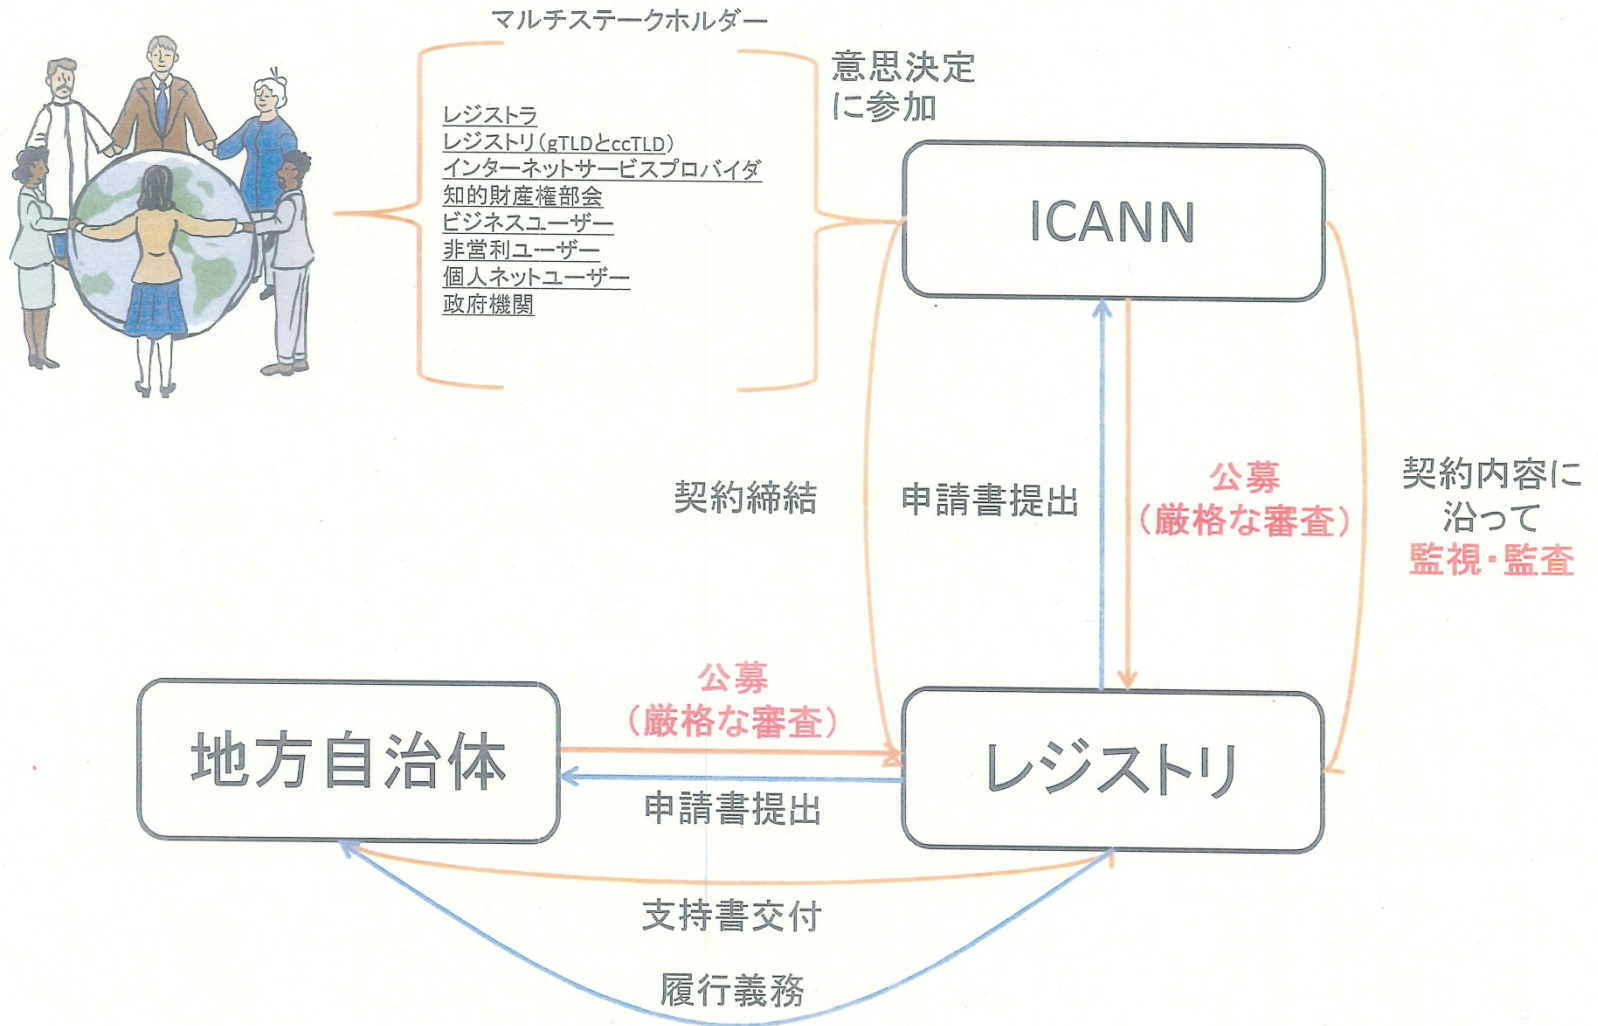 マルチステークホルダー
意思決定
に参加
レジストラ
レジストリ(gTLDとccTLD)
インターネットサービスプロバイダ
知的財産権部会
ビジネスユーザー
非営利ユーザー
個人ネットユーザー
政府機関
ICANN
契約締結
申請書提出
公募
(厳格な審査)
契約内容に
沿って
監視・監査
公募
(厳格な審査)
地方自治体
レジストリ
申請書提出
支持書交付
履行義務